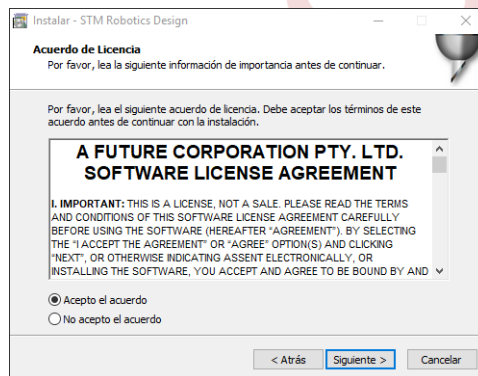 Instalar - STM Robotics Design
Acuerdo de Licencia
Por favor, lea la siguiente información de importancia antes de continuar.
Por favor, lea el siguiente acuerdo de licencia. Debe aceptar los términos de este
acuerdo antes de continuar con la instalación.
A FUTURE CORPORATION PTY. LTD.
SOFTWARE LICENSE AGREEMENT
I. IMPORTANT: THIS IS A LICENSE, NOT A SALE. PLEASE READ THE TERMS
AND CONDITIONS OF THIS SOFTWARE LICENSE AGREEMENT CAREFULLY
BEFORE USING THE SOFTWARE (HEREAFTER "AGREEMENT"). BY SELECTING
THE "I ACCEPT THE AGREEMENT" OR "AGREE" OPTION(S) AND CLICKING
"NEXT", OR OTHERWISE INDICATING ASSENT ELECTRONICALLY, OR
INSTALLING THE SOFTWARE, YOU ACCEPT AND AGREE TO BE BOUND BY AND
Acepto el acuerdo
No acepto el acuerdo
< Atrás Siguiente > Cancelar